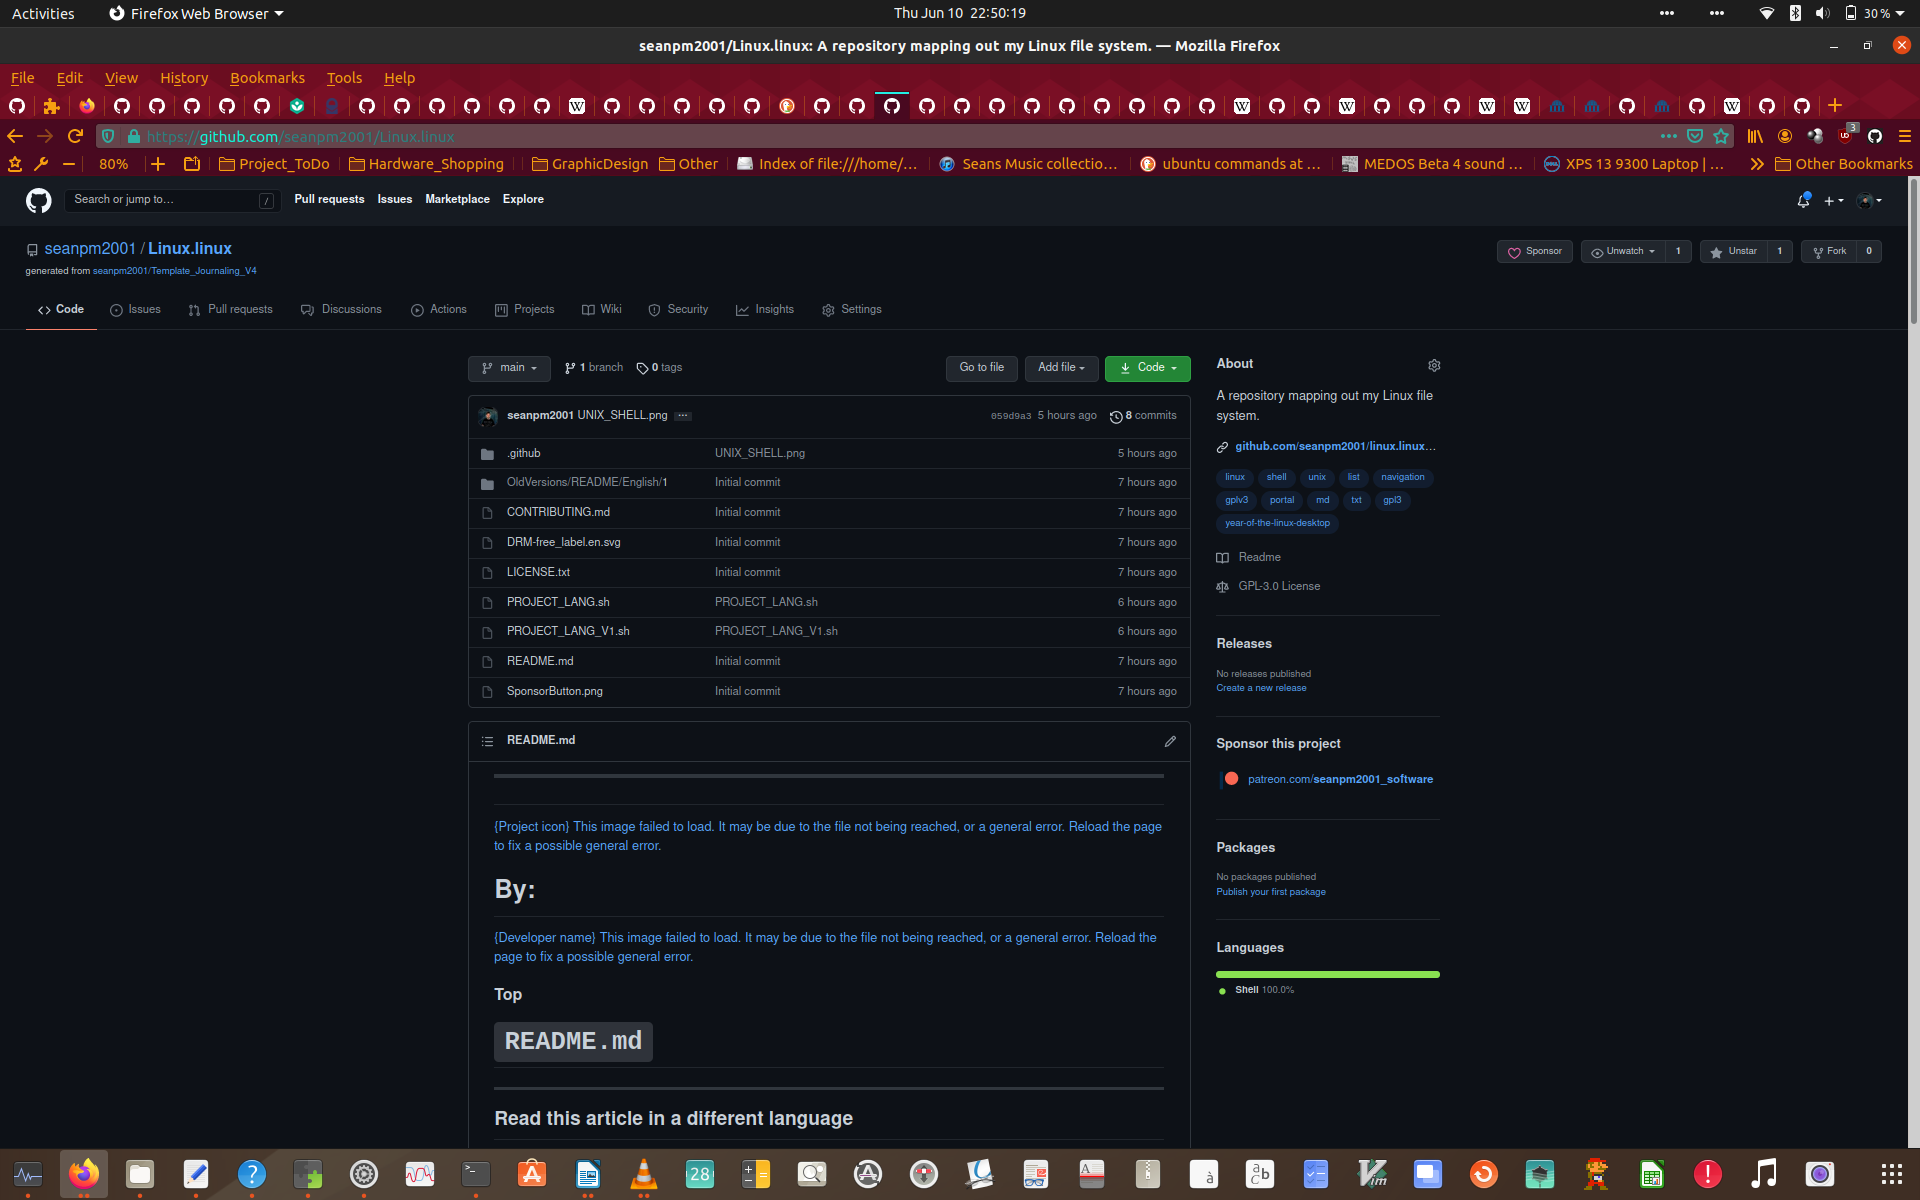 Activities Firefox Web Browser Thu Jun 10 22:50:19 30 %
seanpm2001/Linux.linux: A repository mapping out my Linux file system. — Mozilla Firefox
File Edit View History Bookmarks Tools Help
https://github.com/seanpm2001/Linux.linux 3
80% Project_ToDo Hardware_Shopping GraphicDesign Other Index of file:///home/... Seans Music collectio... ubuntu commands at ... MEDOS Beta 4 sound ... XPS 13 9300 Laptop | ... Other Bookmarks
Search or jump to... / Pull requests Issues Marketplace Explore
seanpm2001 / Linux.linux Sponsor Unwatch 1 Unstar 1 Fork 0
generated from seanpm2001/Template_Journaling_V4
Code Issues Pull requests Discussions Actions Projects Wiki Security Insights Settings
main 1 branch 0 tags Go to file Add file Code
seanpm2001 UNIX_SHELL.png ... 059d9a3 5 hours ago 8 commits
.github UNIX_SHELL.png 5 hours ago
OldVersions/README/English/1 Initial commit 7 hours ago
CONTRIBUTING.md Initial commit 7 hours ago
DRM-free_label.en.svg Initial commit 7 hours ago
LICENSE.txt Initial commit 7 hours ago
PROJECT_LANG.sh PROJECT_LANG.sh 6 hours ago
PROJECT_LANG_V1.sh PROJECT_LANG_V1.sh 6 hours ago
README.md Initial commit 7 hours ago
SponsorButton.png Initial commit 7 hours ago
README.md
{Project icon} This image failed to load. It may be due to the file not being reached, or a general error. Reload the page
to fix a possible general error.
By:
{Developer name} This image failed to load. It may be due to the file not being reached, or a general error. Reload the
page to fix a possible general error.
Top
README.md
Read this article in a different language
About
A repository mapping out my Linux file
system.
github.com/seanpm2001/linux.linux...
linux shell unix list navigation
gplv3 portal md txt gpl3
year-of-the-linux-desktop
Readme
GPL-3.0 License
Releases
No releases published
Create a new release
Sponsor this project
patreon.com/seanpm2001_software
Packages
No packages published
Publish your first package
Languages
Shell 100.0%
28